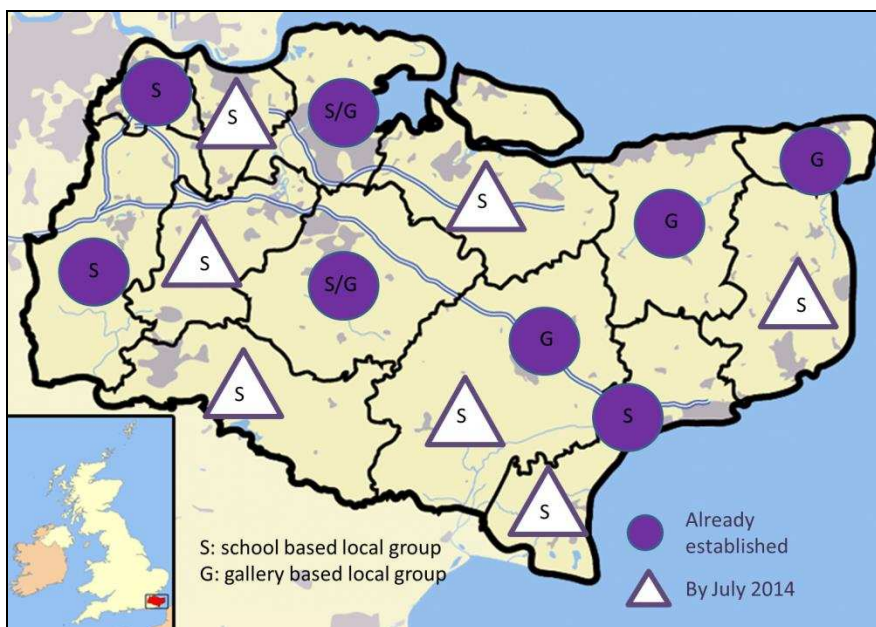 S
S
S/G
G
S
G
S
S
S
S/G
G
S
S
S
S
S: school based local group
G: gallery based local group
Already
established
By July 2014